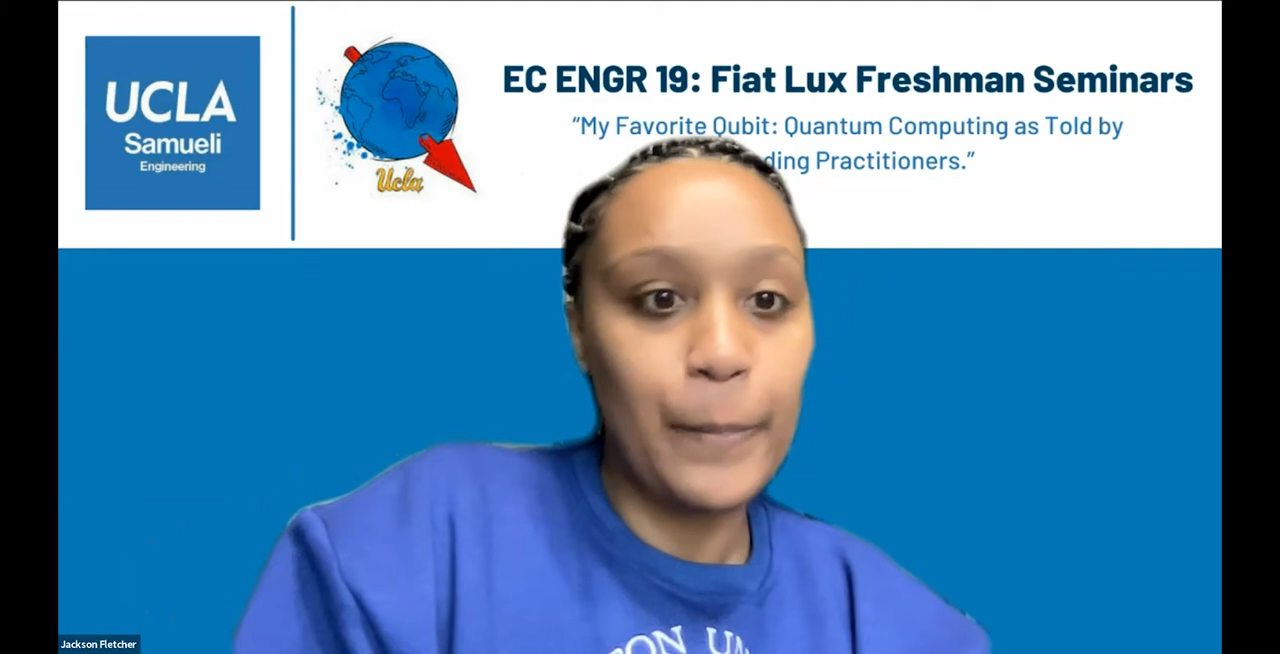 UCLA
Samueli
Engineering
Ucla
EC ENGR 19: Fiat Lux Freshman Seminars
“My Favorite Qubit: Quantum Computing as Told by
Practitioners.”
Jackson Fletcher